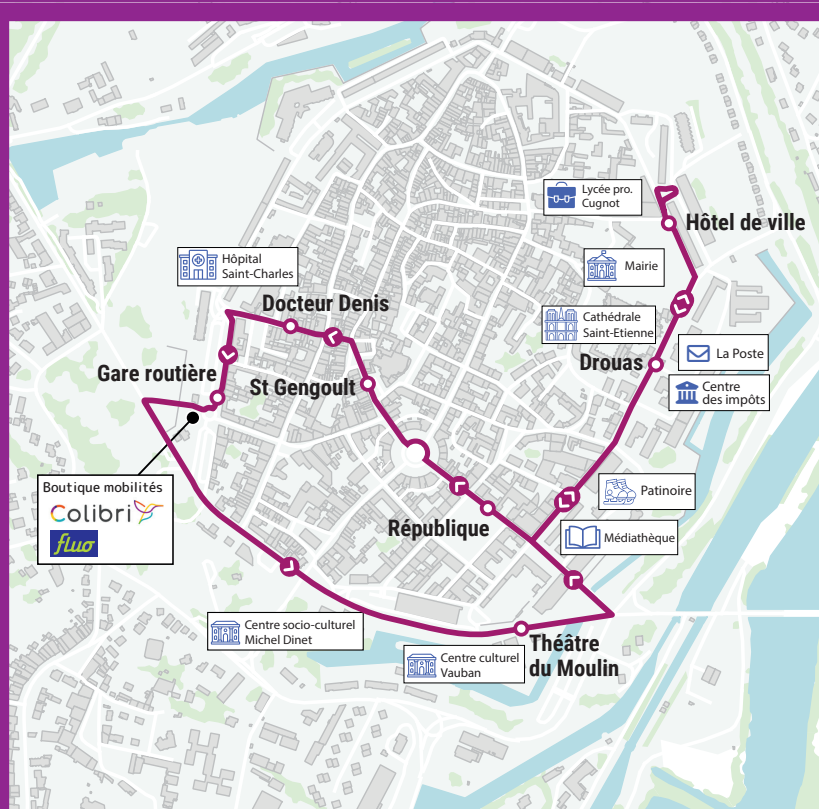 Lycée pro.
Cugnot
Hôtel de ville
Mairie
Hôpital
Saint-Charles
Docteur Denis
Cathédrale
Saint-Etienne
La Poste
Drouas
Gare routière
St Gengoult
Centre
des impôts
Boutique mobilités
Colibri
fluo
Patinoire
République
Médiathèque
Centre socio-culturel
Michel Dinet
Théâtre
du Moulin
Centre culturel
Vauban